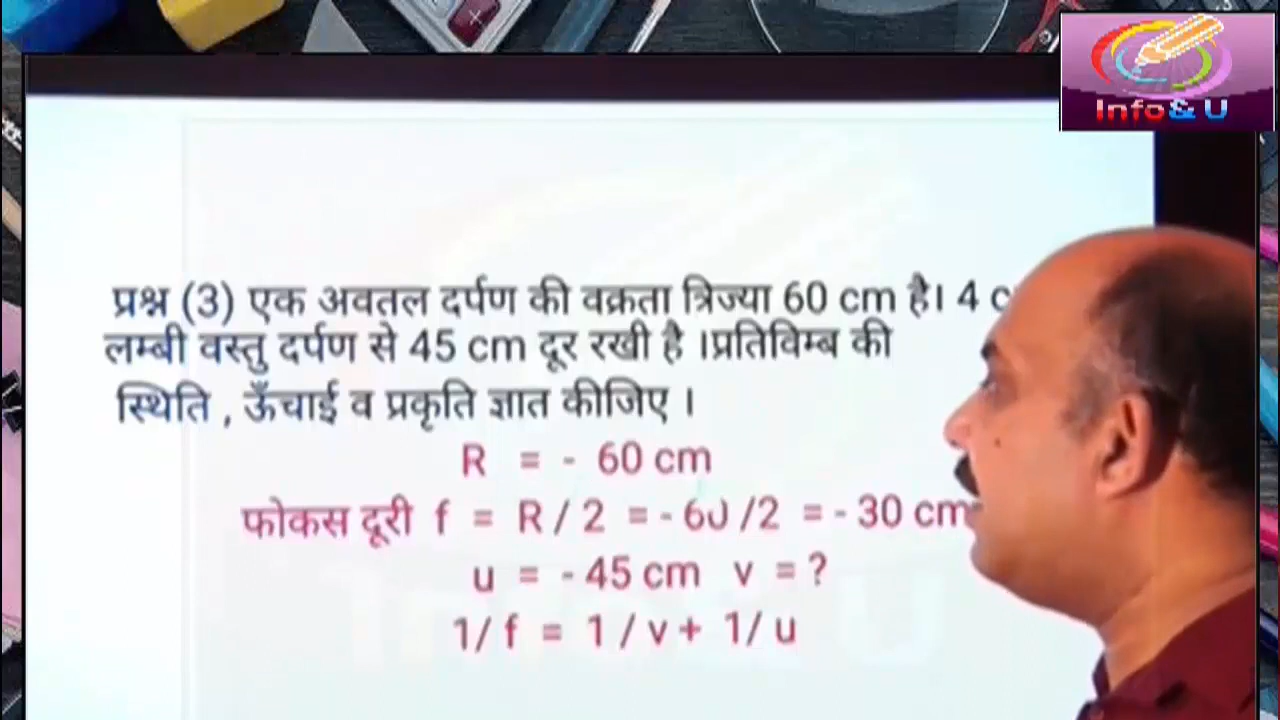 Info & U
प्रश्न (3) एक अवतल दर्पण की वक्रता त्रिज्या 60 cm है। 4
लम्बी वस्तु दर्पण से 45 cm दूर रखी है ।प्रतिविम्ब की
स्थिति , ऊँचाई व प्रकृति ज्ञात कीजिए ।
R = - 60 cm
फोकस दूरी f = R / 2 = - 60 /2 = - 30 cm
u = - 45 cm v = ?
1/ f = 1 / v + 1/ u